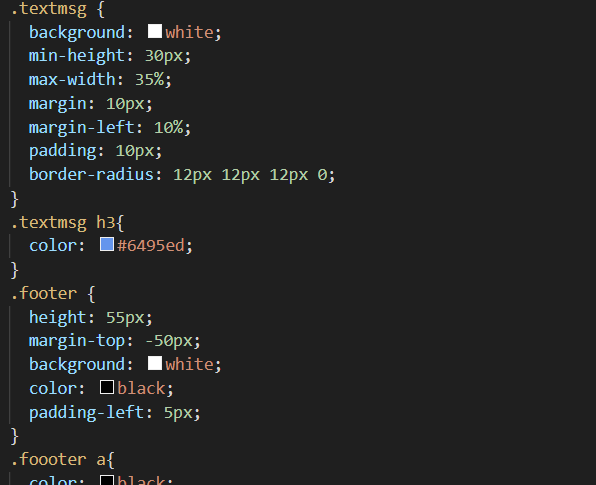 .textmsg {
background: white;
min-height: 30px;
max-width: 35%;
margin: 10px;
margin-left: 10%;
padding: 10px;
border-radius: 12px 12px 12px 0;
}
.textmsg h3{
color: #6495ed;
}
.footer {
height: 55px;
margin-top: -50px;
background: white;
color: black;
padding-left: 5px;
}
.foooter a{
color: black;